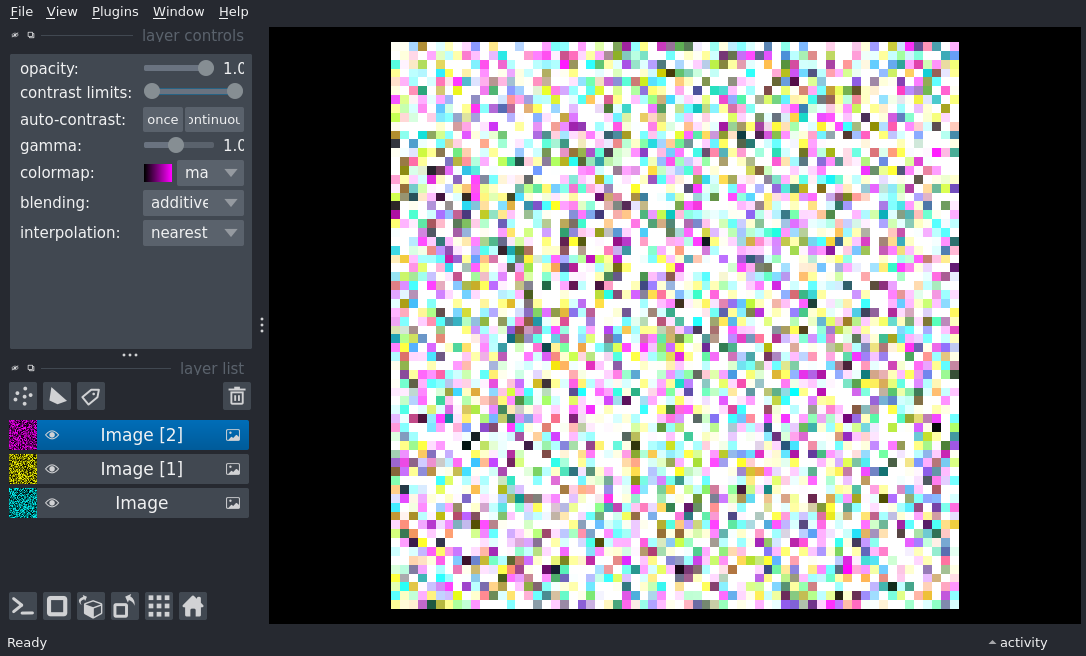 File View Plugins Window Help
layer controls
opacity: 1.0
contrast limits:
auto-contrast: once ontinuou
gamma: 1.0
colormap: ma
blending: additive
interpolation: nearest
layer list
Image [2]
Image [1]
Image
Ready activity